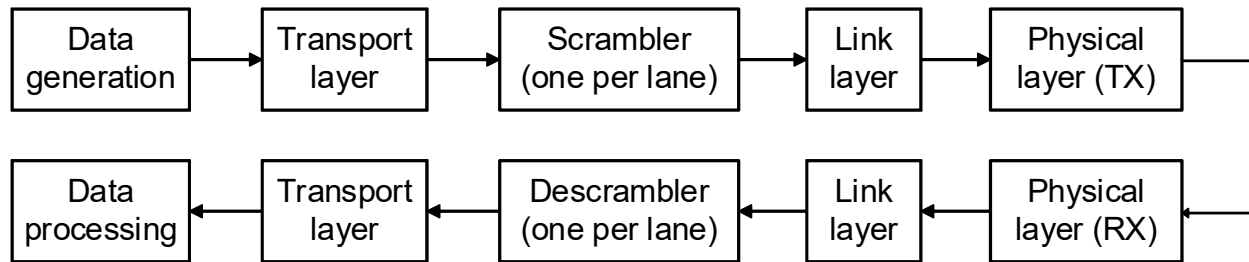 Data
generation
Transport
layer
Scrambler
(one per lane)
Link
layer
Physical
layer (TX)
Data
processing
Transport
layer
Descrambler
(one per lane)
Link
layer
Physical
layer (RX)